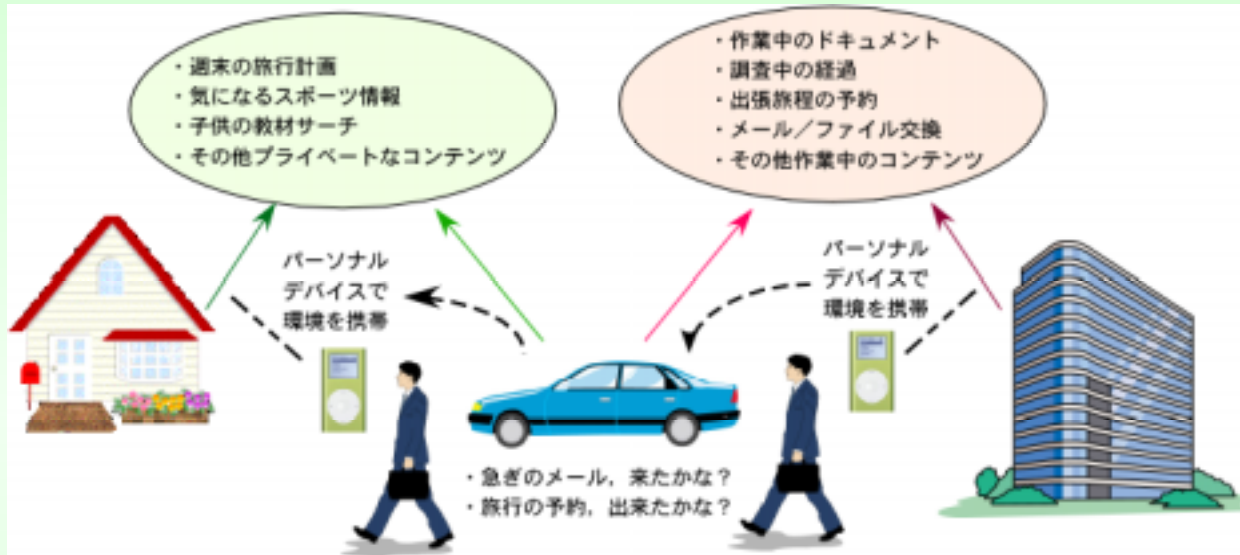 ・週末の旅行計画
・気になるスポーツ情報
・子供の教材サーチ
・その他プライベートなコンテンツ
・作業中のドキュメント
・調査中の経過
・出張旅程の予約
・メール／ファイル交換
・その他作業中のコンテンツ
パーソナル
デバイスで
環境を携帯
パーソナル
デバイスで
環境を携帯
・急ぎのメール，来たかな？
・旅行の予約，出来たかな？